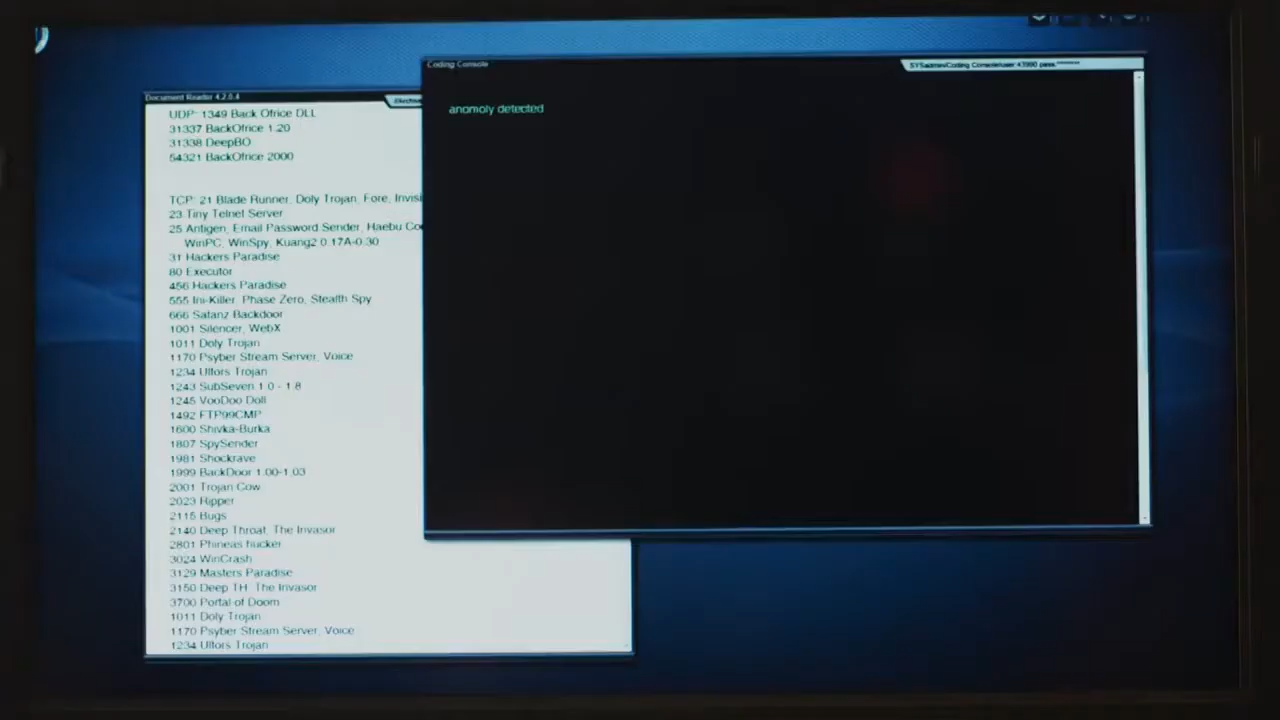 Document Reader 4.2.0.4
UDP: 1349 Back Ofrice DLL
31337 BackOfrice 1.20
31338 DeepBO
54321 BackOfrice 2000
TCP: 21 Blade Runner, Doly Trojan, Fore, Invisi
23 Tiny Telnet Server
25 Antigen, Email Password Sender, Haebu Co
WinPC, WinSpy, Kuang2 0.17A-0.30
31 Hackers Paradise
80 Executor
456 Hackers Paradise
555 Ini-Killer, Phase Zero, Stealth Spy
666 Satanz Backdoor
1001 Silencer, WebX
1011 Doly Trojan
1170 Psyber Stream Server, Voice
1234 Ulfors Trojan
1243 SubSeven 1.0 - 1.8
1245 VooDoo Doll
1492 FTP99CMP
1600 Shivka-Burka
1807 SpySender
1981 Shockrave
1999 BackDoor 1.00-1.03
2001 Trojan Cow
2023 Ripper
2115 Bugs
2140 Deep Throat, The Invasor
2801 Phineas hucker
3024 WinCrash
3129 Masters Paradise
3150 Deep TH, The Invasor
3700 Portal of Doom
1011 Doly Trojan
1170 Psyber Stream Server, Voice
1234 Ulfors Trojan
Coding Console
anomoly detected